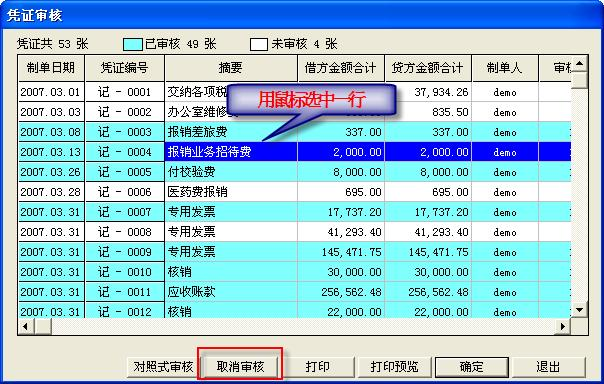 凭证审核
凭证共 53 张 已审核 49 张 未审核 4 张
制单日期 凭证编号 摘要 借方金额合计 贷方金额合计 制单人 审核
2007.03.01 记 - 0001 交纳各项税 37,934.26 demo
用鼠标选中一行
2007.03.03 记 - 0002 办公室维修 835.50 demo
2007.03.08 记 - 0003 报销差旅费 337.00 337.00 demo
2007.03.13 记 - 0004 报销业务招待费 2,000.00 2,000.00 demo
2007.03.26 记 - 0005 付校验费 8,000.00 8,000.00 demo
2007.03.28 记 - 0006 医药费报销 695.00 695.00 demo
2007.03.31 记 - 0007 专用发票 17,737.20 17,737.20 demo
2007.03.31 记 - 0008 专用发票 41,293.40 41,293.40 demo
2007.03.31 记 - 0009 专用发票 145,471.75 145,471.75 demo
2007.03.31 记 - 0010 核销 30,000.00 30,000.00 demo
2007.03.31 记 - 0011 应收账款 256,562.48 256,562.48 demo
2007.03.31 记 - 0012 核销 22,000.00 22,000.00 demo
对照式审核 取消审核 打印 打印预览 确定 退出